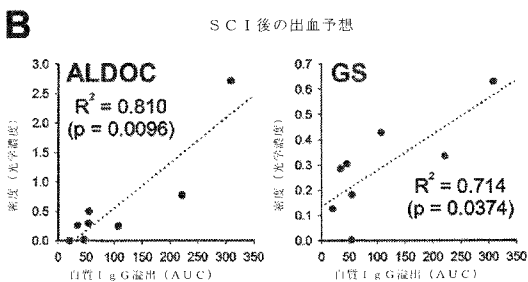 B
SCI後の出血予想
ALDOC
R² = 0.810
(p = 0.0096)
密度(光学濃度)
3.0
2.5
2.0
1.5
1.0
0.5
0.0
0 50 100 150 200 250 300 350
白質IgG溢出(AUC)
GS
R² = 0.714
(p = 0.0374)
密度(光学濃度)
0.7
0.6
0.5
0.4
0.3
0.2
0.1
0.0
0 50 100 150 200 250 300 350
白質IgG溢出(AUC)